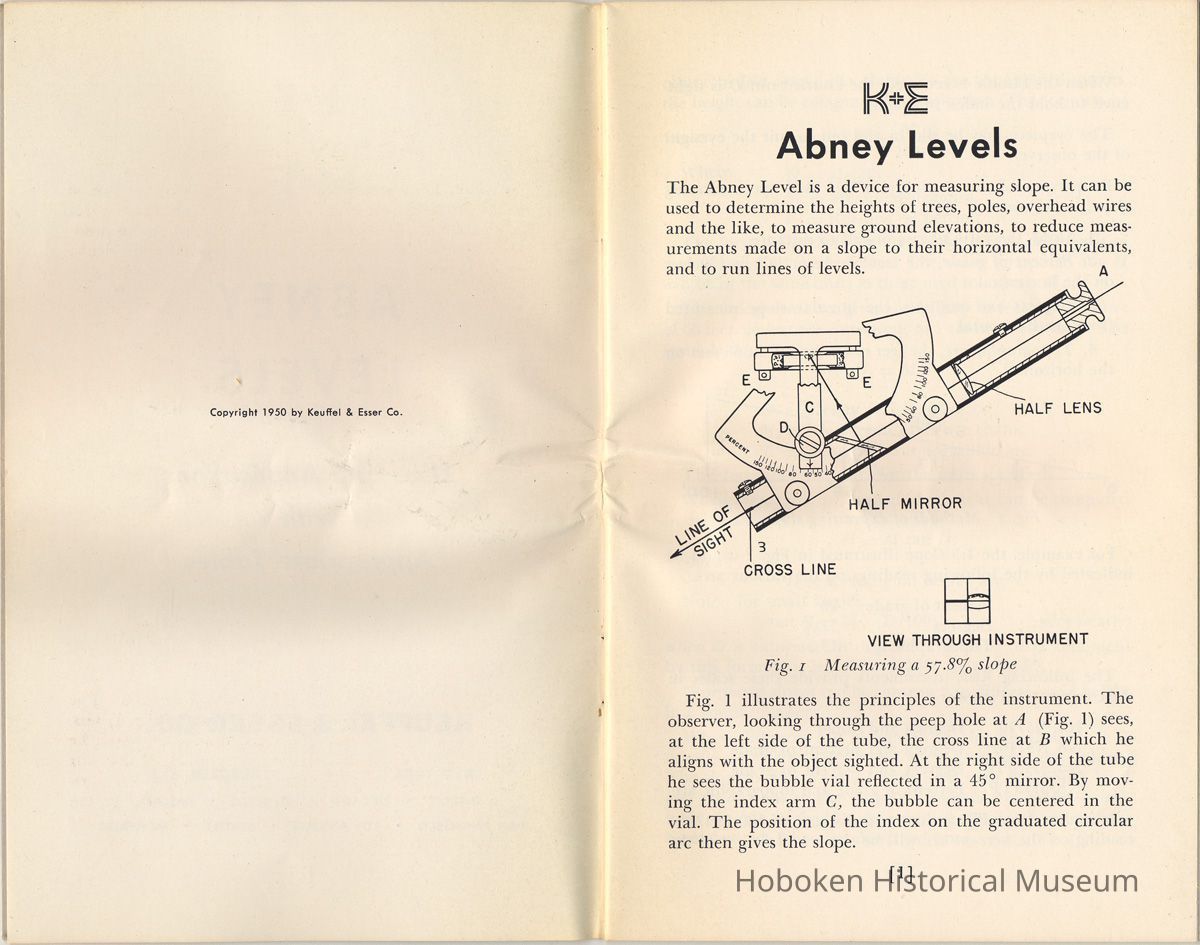 Copyright 1950 by Keuffel & Esser Co.
K+E
Abney Levels
The Abney Level is a device for measuring slope. It can be
used to determine the heights of trees, poles, overhead wires
and the like, to measure ground elevations, to reduce meas-
urements made on a slope to their horizontal equivalents,
and to run lines of levels.
A
E
E
C
D
PERCENT
HALF LENS
HALF MIRROR
LINE OF
SIGHT
3
CROSS LINE
VIEW THROUGH INSTRUMENT
Fig. 1 Measuring a 57.8% slope
Fig. 1 illustrates the principles of the instrument. The
observer, looking through the peep hole at A (Fig. 1) sees,
at the left side of the tube, the cross line at B which he
aligns with the object sighted. At the right side of the tube
he sees the bubble vial reflected in a 45° mirror. By mov-
ing the index arm C, the bubble can be centered in the
vial. The position of the index on the graduated circular
arc then gives the slope.
[1]
Hoboken Historical Museum